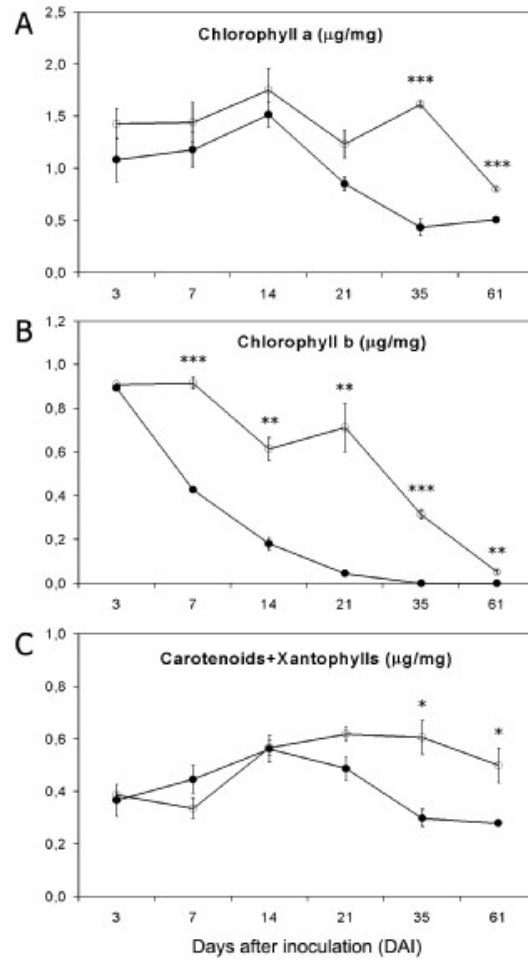 A
Chlorophyll a (µg/mg)
2,5
2,0
1,5
1,0
0,5
0,0
***
***
3 7 14 21 35 61
B
Chlorophyll b (µg/mg)
1,2
1,0
0,8
0,6
0,4
0,2
0,0
***
**
**
***
**
3 7 14 21 35 61
C
Carotenoids+Xantophylls (µg/mg)
1,0
0,8
0,6
0,4
0,2
0,0
*
*
3 7 14 21 35 61
Days after inoculation (DAI)